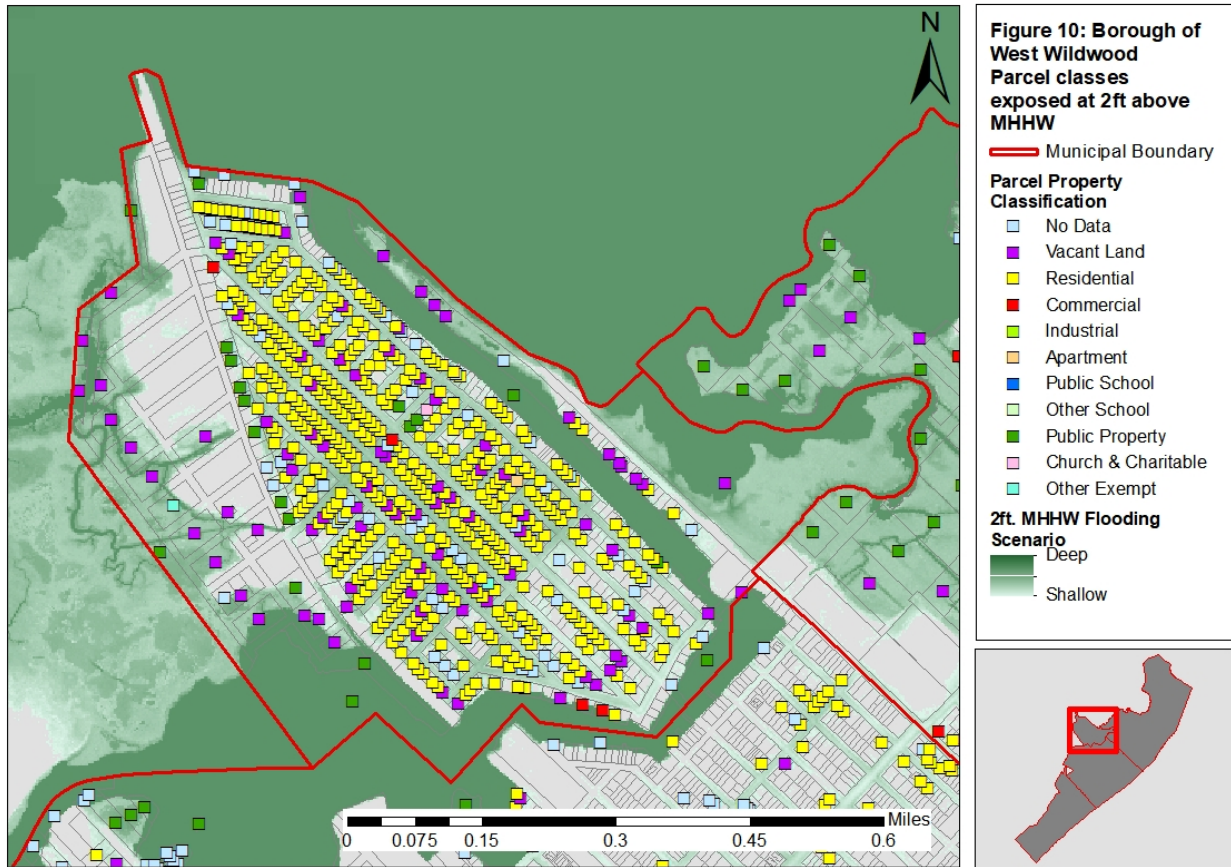 N
Miles
0 0.075 0.15 0.3 0.45 0.6
Figure 10: Borough of
West Wildwood
Parcel classes
exposed at 2ft above
MHHW
Municipal Boundary
Parcel Property
Classification
No Data
Vacant Land
Residential
Commercial
Industrial
Apartment
Public School
Other School
Public Property
Church & Charitable
Other Exempt
2ft. MHHW Flooding
Scenario
Deep
Shallow